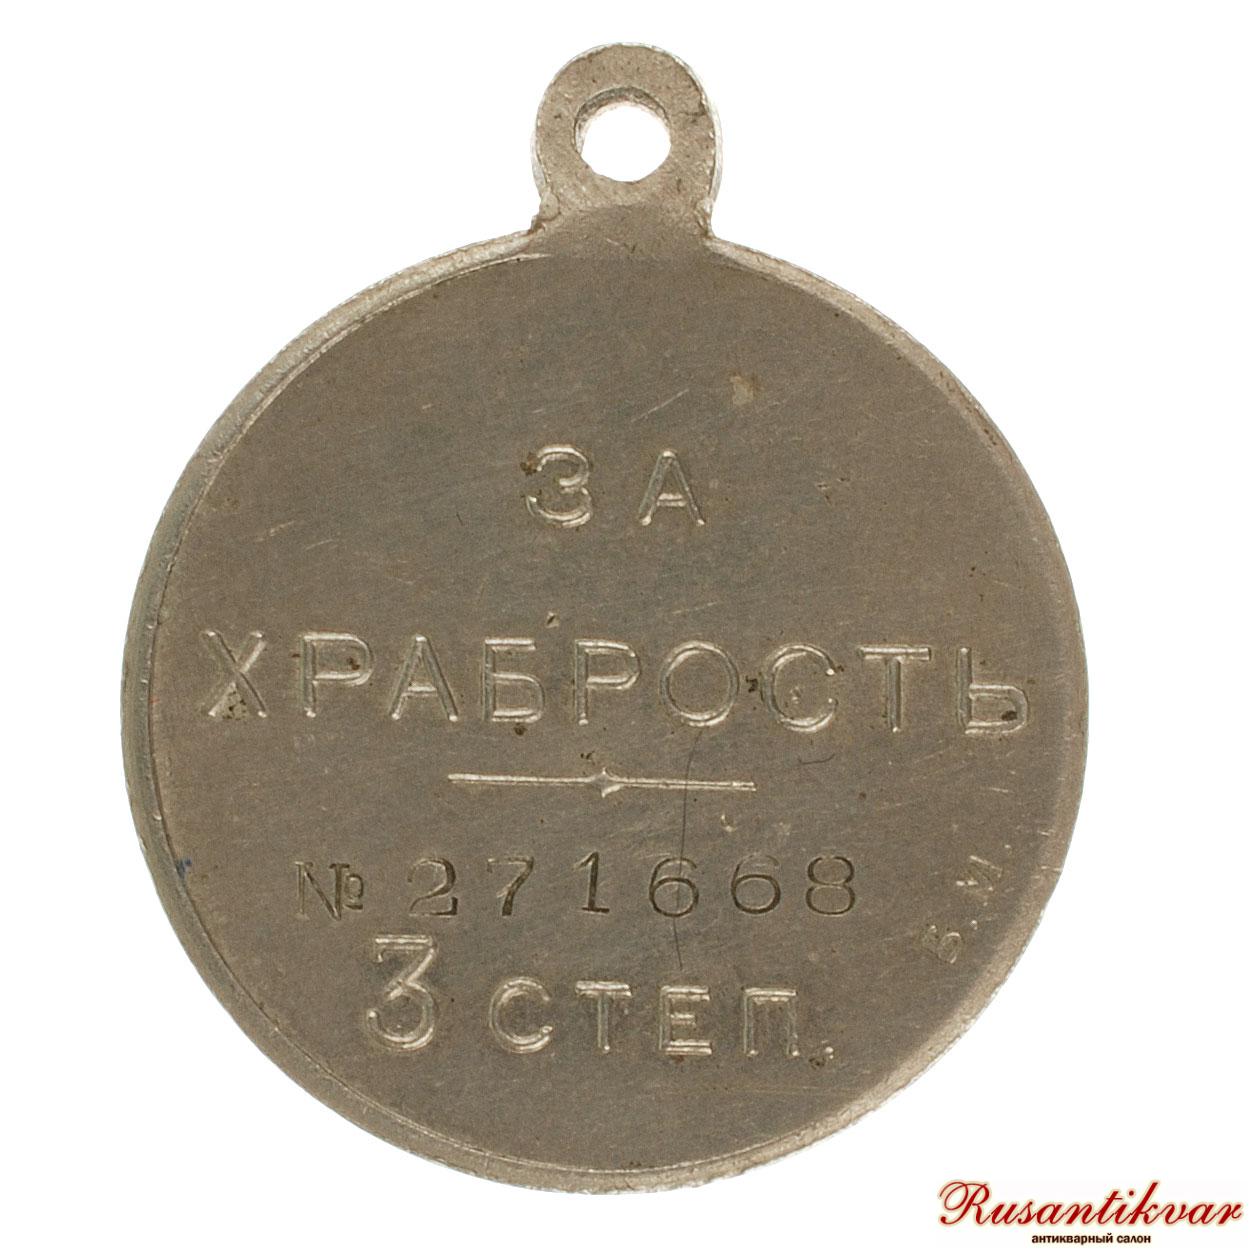 ЗА
ХРАБРОСТЬ
№ 271668
Б. М.
3 СТЕП.
Rusantikvar
антикварный салон